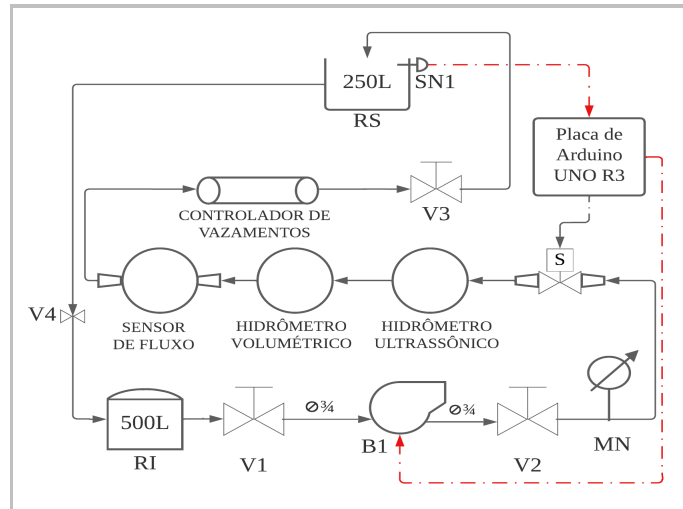 250L
SN1
RS
Placa de
Arduino
UNO R3
CONTROLADOR DE
VAZAMENTOS
V3
S
V4
SENSOR
DE FLUXO
HIDRÔMETRO
VOLUMÉTRICO
HIDRÔMETRO
ULTRASSÔNICO
500L
RI
V1
⌀¾
B1
⌀¾
V2
MN